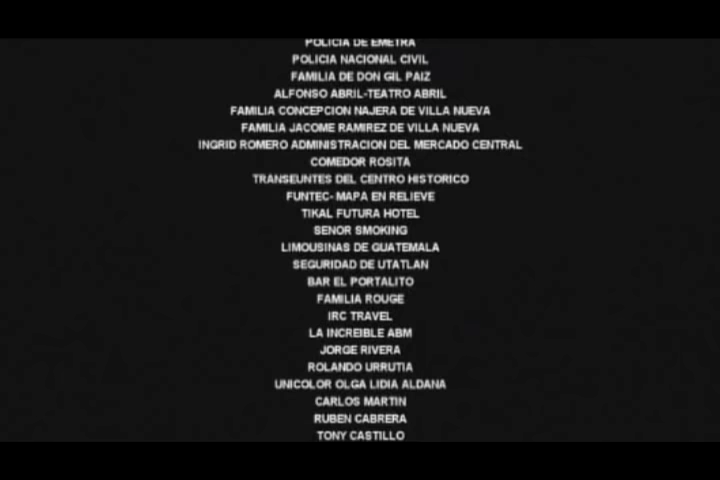 POLICIA DE EMETRA
POLICIA NACIONAL CIVIL
FAMILIA DE DON GIL PAIZ
ALFONSO ABRIL-TEATRO ABRIL
FAMILIA CONCEPCION NAJERA DE VILLA NUEVA
FAMILIA JACOME RAMIREZ DE VILLA NUEVA
INGRID ROMERO ADMINISTRACION DEL MERCADO CENTRAL
COMEDOR ROSITA
TRANSEUNTES DEL CENTRO HISTORICO
FUNTEC- MAPA EN RELIEVE
TIKAL FUTURA HOTEL
SENOR SMOKING
LIMOUSINAS DE GUATEMALA
SEGURIDAD DE UTATLAN
BAR EL PORTALITO
FAMILIA ROUGE
IRC TRAVEL
LA INCREIBLE ABM
JORGE RIVERA
ROLANDO URRUTIA
UNICOLOR OLGA LIDIA ALDANA
CARLOS MARTIN
RUBEN CABRERA
TONY CASTILLO